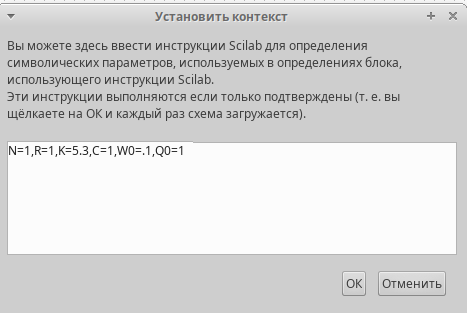 Установить контекст
Вы можете здесь ввести инструкции Scilab для определения
символических параметров, используемых в определениях блока,
использующего инструкции Scilab.
Эти инструкции выполняются если только подтверждены (т. е. вы
щёлкаете на ОК и каждый раз схема загружается).
N=1,R=1,K=5.3,C=1,W0=.1,Q0=1
ОК
Отменить